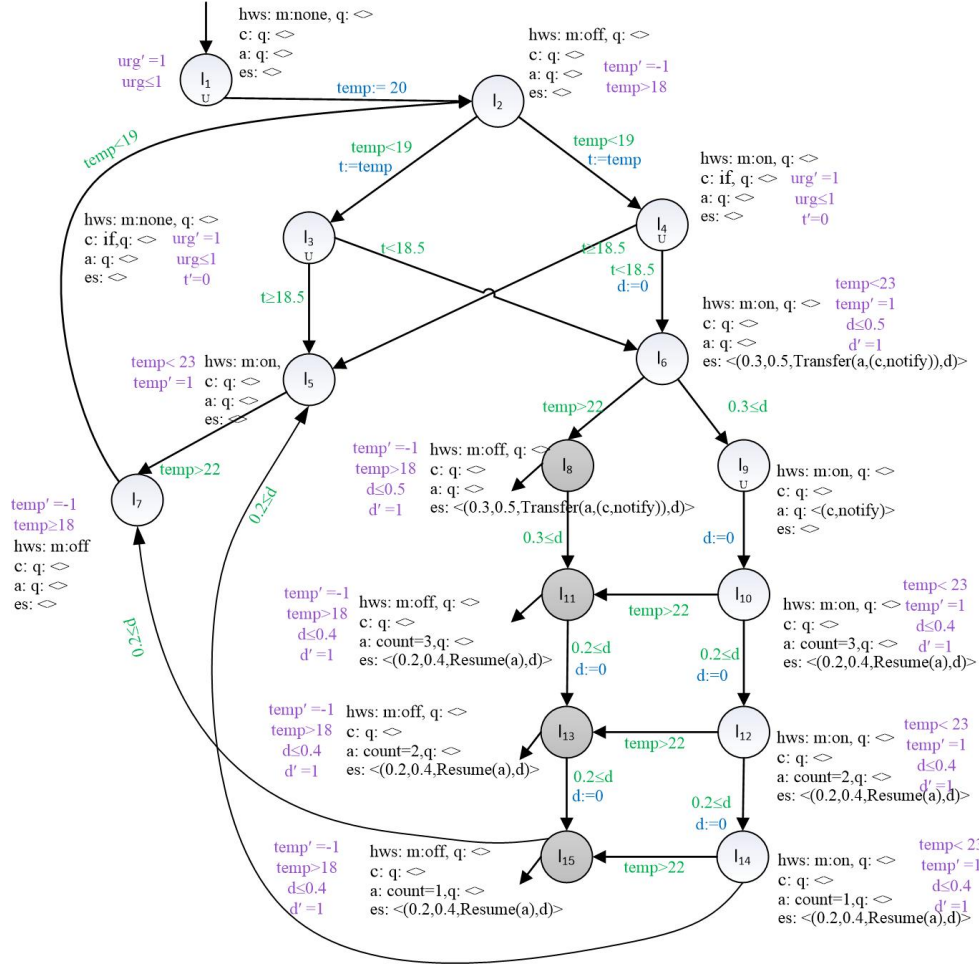 hws: m:none, q: <>
c: q: <>
a: q: <>
es: <>
urg' =1
urg≤1
l1
U
temp:= 20
hws: m:off, q: <>
c: q: <>
a: q: <>
es: <>
temp' =-1
temp>18
l2
temp<19
temp<19
t:=temp
temp<19
t:=temp
hws: m:on, q: <>
c: if, q: <>
a: q: <>
es: <>
urg' =1
urg≤1
t'=0
hws: m:none, q: <>
c: if,q: <>
a: q: <>
es: <>
urg' =1
urg≤1
t'=0
l3
U
l4
U
t<18.5
t≥18.5
t<18.5
d:=0
t≥18.5
hws: m:on, q: <>
c: q: <>
a: q: <>
es: <(0.3,0.5,Transfer(a,(c,notify)),d)>
temp<23
temp' =1
d≤0.5
d' =1
l6
temp< 23
temp' =1
hws: m:on,
c: q: <>
a: q: <>
es: <>
l5
temp>22
0.3≤d
temp>22
temp' =-1
temp≥18
hws: m:off
c: q: <>
a: q: <>
es: <>
l7
0.2≤d
temp' =-1
temp>18
d≤0.5
d' =1
hws: m:off, q: <>
c: q: <>
a: q: <>
es: <(0.3,0.5,Transfer(a,(c,notify)),d)>
l8
l9
U
hws: m:on, q: <>
c: q: <>
a: q: <(c,notify)>
es: <>
0.3≤d
d:=0
0.2≤d
temp' =-1
temp>18
d≤0.4
d' =1
hws: m:off, q: <>
c: q: <>
a: count=3,q: <>
es: <(0.2,0.4,Resume(a),d)>
l11
temp>22
l10
hws: m:on, q: <>
c: q: <>
a: count=3,q: <>
es: <(0.2,0.4,Resume(a),d)>
temp< 23
temp' =1
d≤0.4
d' =1
0.2≤d
d:=0
0.2≤d
d:=0
temp' =-1
temp>18
d≤0.4
d' =1
hws: m:off, q: <>
c: q: <>
a: count=2,q: <>
es: <(0.2,0.4,Resume(a),d)>
l13
temp>22
l12
hws: m:on, q: <>
c: q: <>
a: count=2,q: <>
es: <(0.2,0.4,Resume(a),d)>
temp< 23
temp' =1
d≤0.4
d' =1
0.2≤d
d:=0
0.2≤d
d:=0
temp' =-1
temp>18
d≤0.4
d' =1
hws: m:off, q: <>
c: q: <>
a: count=1,q: <>
es: <(0.2,0.4,Resume(a),d)>
l15
temp>22
l14
hws: m:on, q: <>
c: q: <>
a: count=1,q: <>
es: <(0.2,0.4,Resume(a),d)>
temp< 23
temp' =1
d≤0.4
d' =1